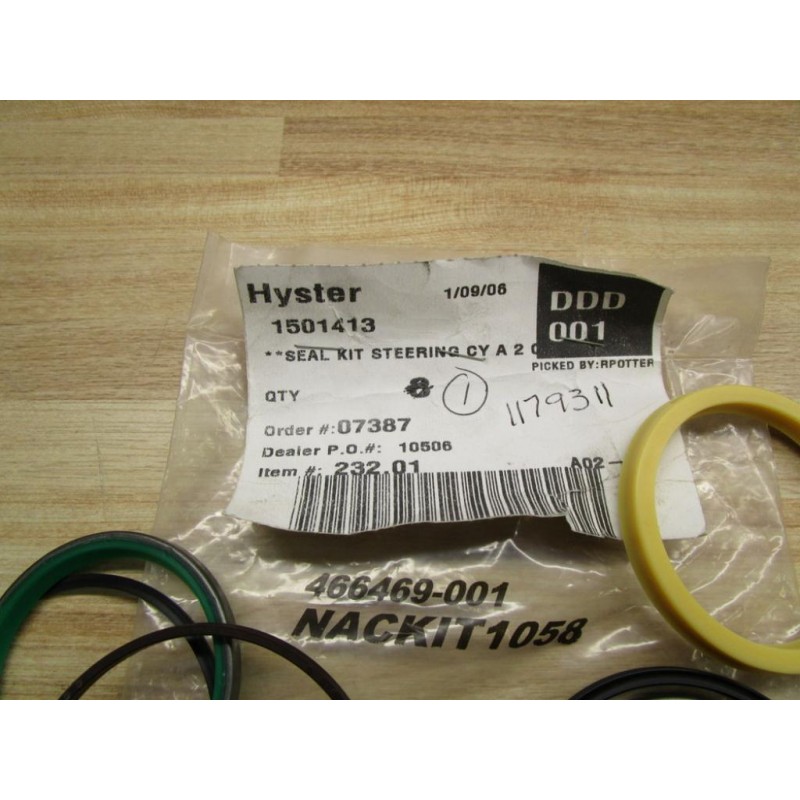 Hyster
1/09/06
DDD
1501413
001
**SEAL KIT STEERING CY A 2
PICKED BY:RPOTTER
QTY 8 1
1179311
Order #:07387
Dealer P.O.#: 10506
Item #: 232.01
A02
466469-001
NACKIT1058